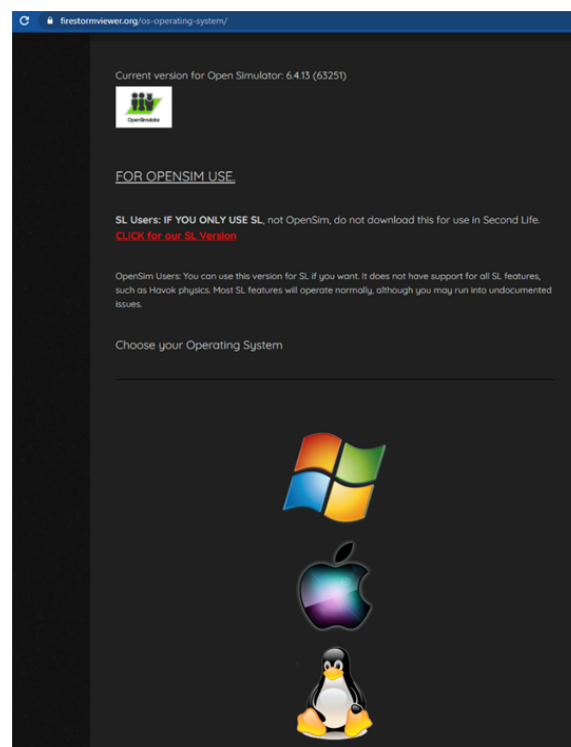 firestormviewer.org/os-operating-system/
Current version for Open Simulator: 6.4.13 (63251)
OpenSimulator
FOR OPENSIM USE.
SL Users: IF YOU ONLY USE SL, not OpenSim, do not download this for use in Second Life.
CLICK for our SL Version
OpenSim Users: You can use this version for SL if you want. It does not have support for all SL features,
such as Havok physics. Most SL features will operate normally, although you may run into undocumented
issues.
Choose your Operating System